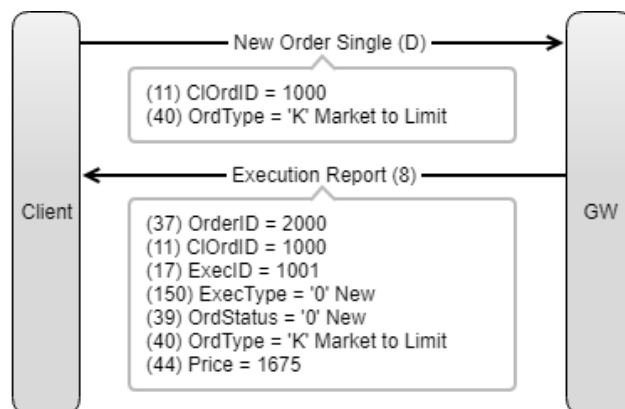 New Order Single (D)
(11) ClOrdID = 1000
(40) OrdType = 'K' Market to Limit
Execution Report (8)
Client
GW
(37) OrderID = 2000
(11) ClOrdID = 1000
(17) ExecID = 1001
(150) ExecType = '0' New
(39) OrdStatus = '0' New
(40) OrdType = 'K' Market to Limit
(44) Price = 1675